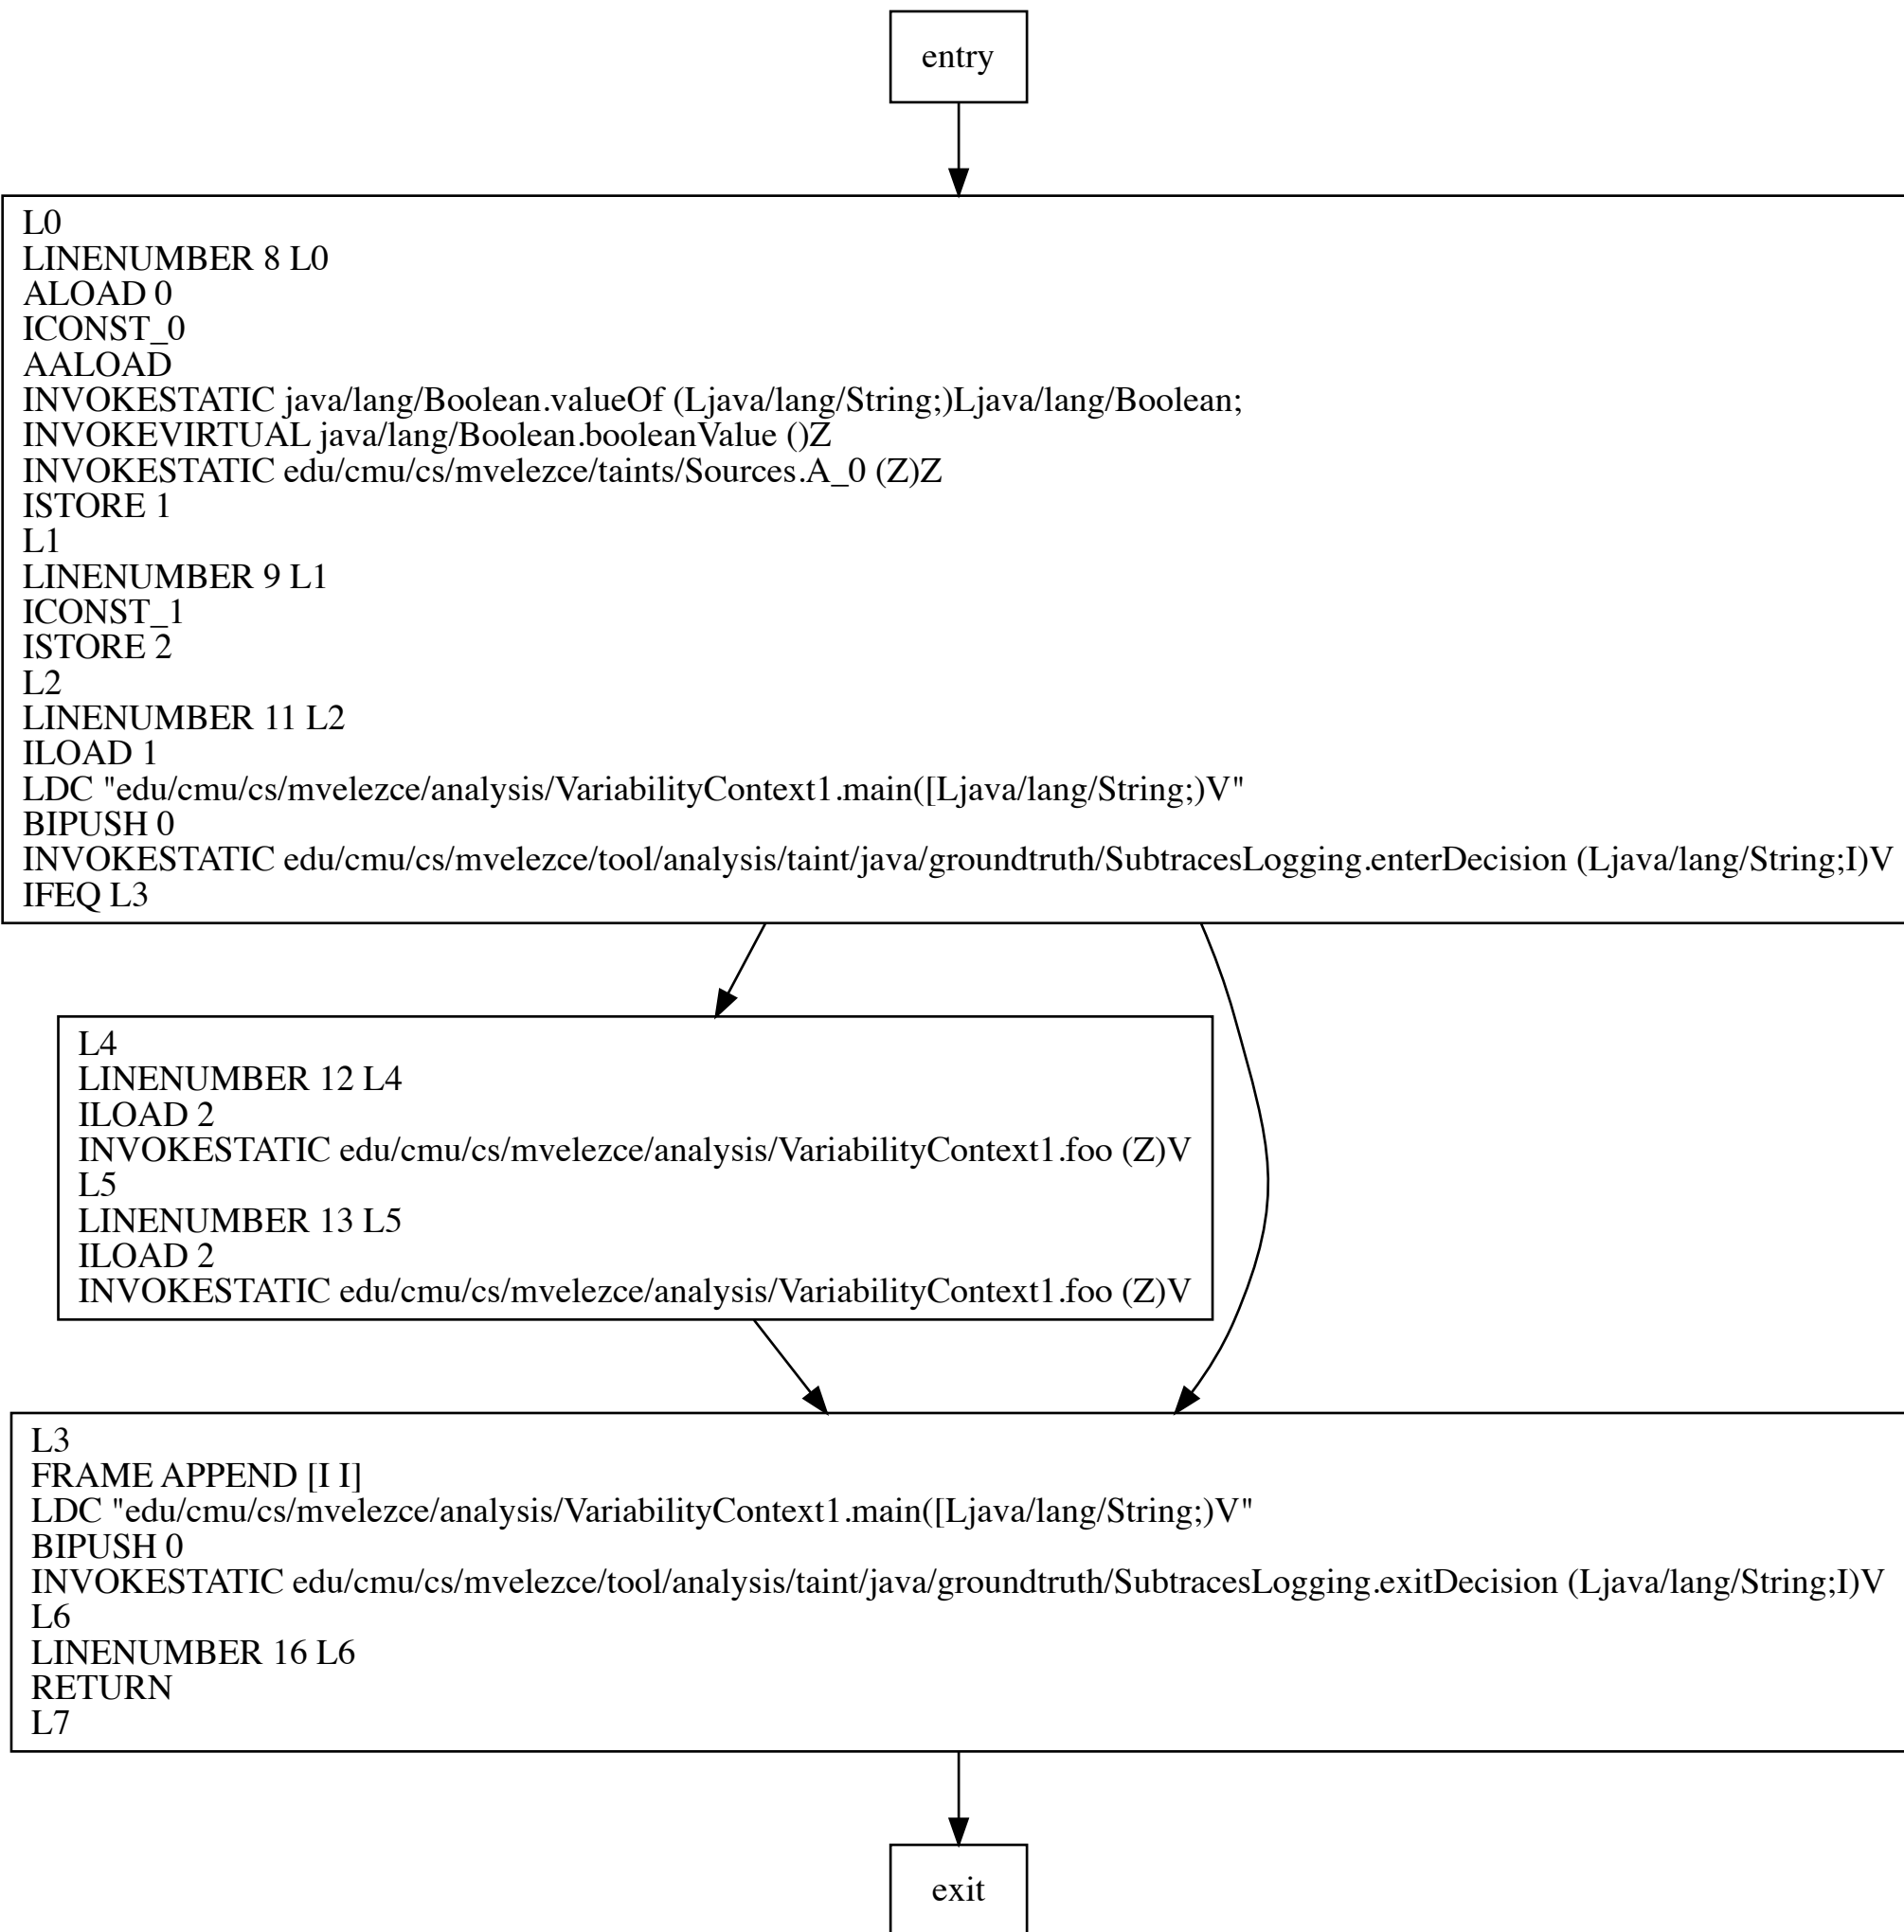 entry
L0
LINENUMBER 8 L0
ALOAD 0
ICONST_0
AALOAD
INVOKESTATIC java/lang/Boolean.valueOf (Ljava/lang/String;)Ljava/lang/Boolean;
INVOKEVIRTUAL java/lang/Boolean.booleanValue ()Z
INVOKESTATIC edu/cmu/cs/mvelezce/taints/Sources.A_0 (Z)Z
ISTORE 1
L1
LINENUMBER 9 L1
ICONST_1
ISTORE 2
L2
LINENUMBER 11 L2
ILOAD 1
LDC "edu/cmu/cs/mvelezce/analysis/VariabilityContext1.main([Ljava/lang/String;)V"
BIPUSH 0
INVOKESTATIC edu/cmu/cs/mvelezce/tool/analysis/taint/java/groundtruth/SubtracesLogging.enterDecision (Ljava/lang/String;I)V
IFEQ L3
L4
LINENUMBER 12 L4
ILOAD 2
INVOKESTATIC edu/cmu/cs/mvelezce/analysis/VariabilityContext1.foo (Z)V
L5
LINENUMBER 13 L5
ILOAD 2
INVOKESTATIC edu/cmu/cs/mvelezce/analysis/VariabilityContext1.foo (Z)V
L3
FRAME APPEND [I I]
LDC "edu/cmu/cs/mvelezce/analysis/VariabilityContext1.main([Ljava/lang/String;)V"
BIPUSH 0
INVOKESTATIC edu/cmu/cs/mvelezce/tool/analysis/taint/java/groundtruth/SubtracesLogging.exitDecision (Ljava/lang/String;I)V
L6
LINENUMBER 16 L6
RETURN
L7
exit